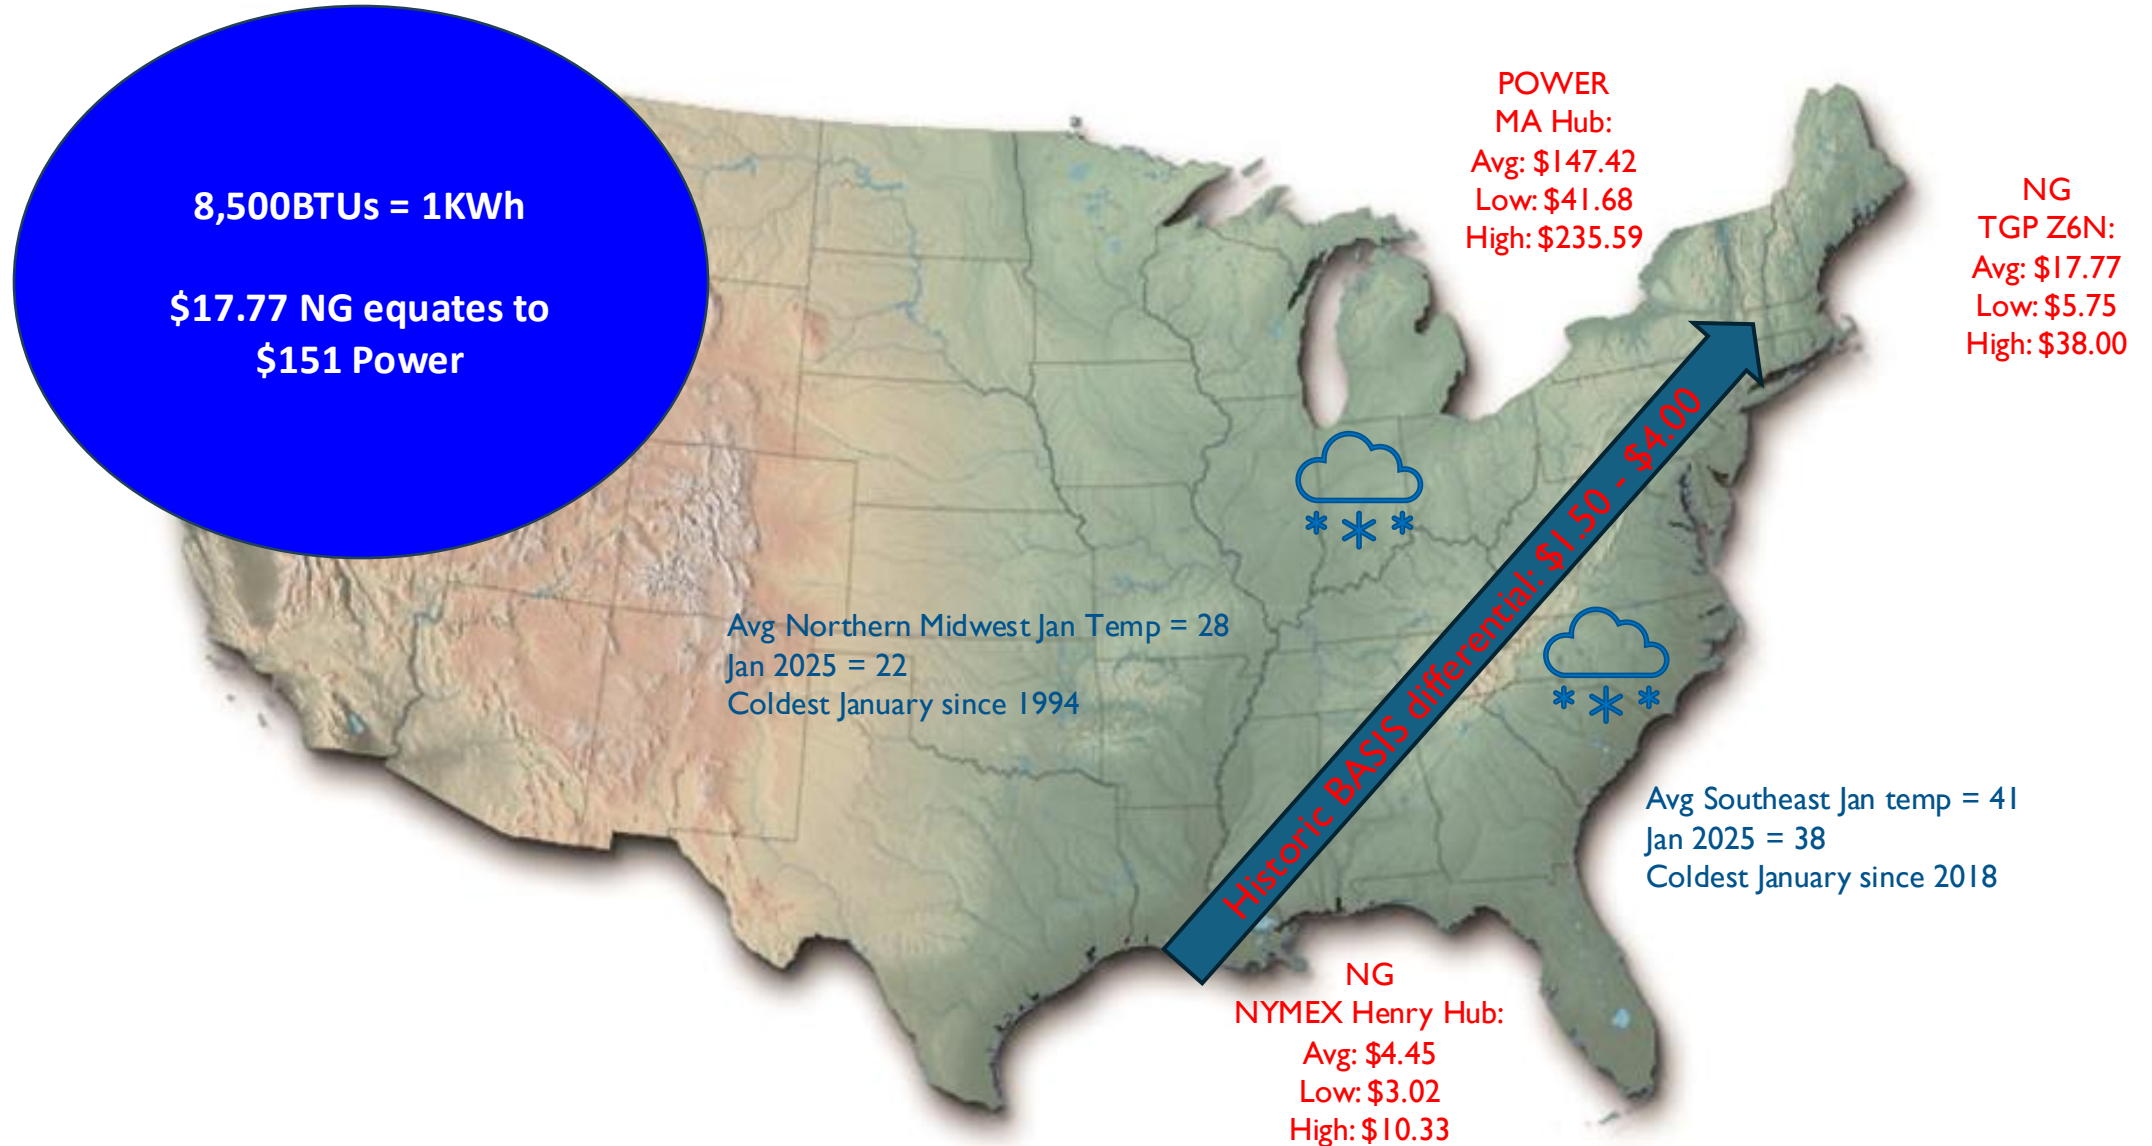 8,500BTUs = 1KWh
$17.77 NG equates to
$151 Power
POWER
MA Hub:
Avg: $147.42
Low: $41.68
High: $235.59
NG
TGP Z6N:
Avg: $17.77
Low: $5.75
High: $38.00
Historic BASIS differential: $1.50 - $4.00
Avg Northern Midwest Jan Temp = 28
Jan 2025 = 22
Coldest January since 1994
Avg Southeast Jan temp = 41
Jan 2025 = 38
Coldest January since 2018
NG
NYMEX Henry Hub:
Avg: $4.45
Low: $3.02
High: $10.33